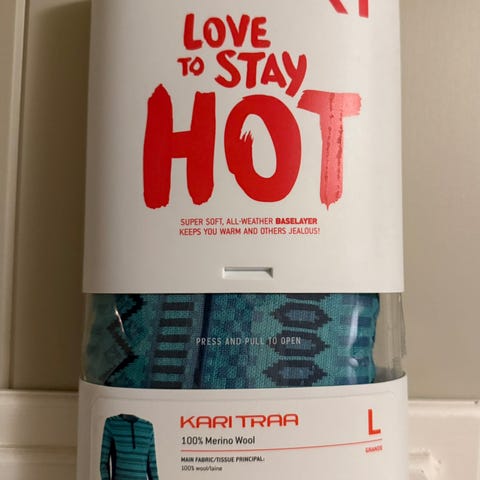 LOVE
TO STAY
HOT
SUPER SOFT, ALL-WEATHER BASELAYER
KEEPS YOU WARM AND OTHERS JEALOUS!
PRESS AND PULL TO OPEN
KARI TRAA
L
100% Merino Wool
GRANDE
MAIN FABRIC/TISSUE PRINCIPAL:
100% wool/laine